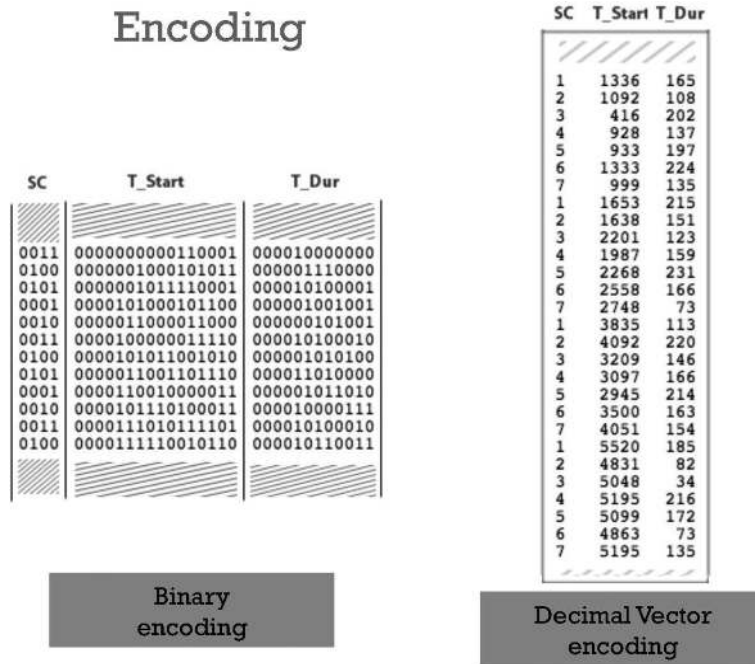 Encoding
SC T_Start T_Dur
0011 0000000000110001 000010000000
0100 0000001000101011 000001110000
0101 0000001011110001 000010100001
0001 0000101000101100 000001001001
0010 0000011000011000 000000101001
0011 0000100000011110 000010100010
0100 0000101011001010 000001010100
0101 0000011001101110 000011010000
0001 0000110010000011 000001011010
0010 0000101110100011 000010000111
0011 0000111010111101 000010100010
0100 0000111110010110 000010110011
Binary
encoding
SC T_Start T_Dur
1 1336 165
2 1092 108
3 416 202
4 928 137
5 933 197
6 1333 224
7 999 135
1 1653 215
2 1638 151
3 2201 123
4 1987 159
5 2268 231
6 2558 166
7 2748 73
1 3835 113
2 4092 220
3 3209 146
4 3097 166
5 2945 214
6 3500 163
7 4051 154
1 5520 185
2 4831 82
3 5048 34
4 5195 216
5 5099 172
6 4863 73
7 5195 135
Decimal Vector
encoding